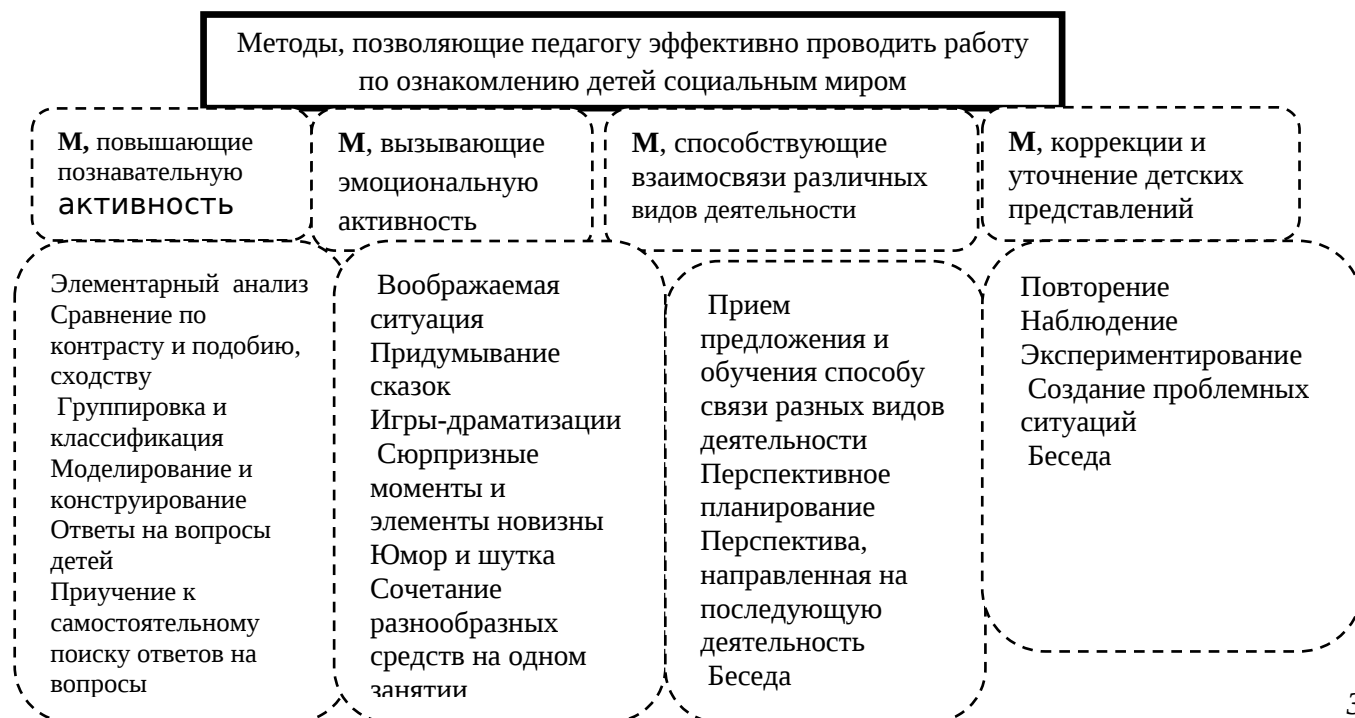 Методы, позволяющие педагогу эффективно проводить работу
по ознакомлению детей социальным миром
М, повышающие
познавательную
активность
М, вызывающие
эмоциональную
активность
М, способствующие
взаимосвязи различных
видов деятельности
М, коррекции и
уточнение детских
представлений
Элементарный анализ
Сравнение по
контрасту и подобию,
сходству
Группировка и
классификация
Моделирование и
конструирование
Ответы на вопросы
детей
Приучение к
самостоятельному
поиску ответов на
вопросы
Воображаемая
ситуация
Придумывание
сказок
Игры-драматизации
Сюрпризные
моменты и
элементы новизны
Юмор и шутка
Сочетание
разнообразных
средств на одном
занятии
Прием
предложения и
обучения способу
связи разных видов
деятельности
Перспективное
планирование
Перспектива,
направленная на
последующую
деятельность
Беседа
Повторение
Наблюдение
Экспериментирование
Создание проблемных
ситуаций
Беседа
3